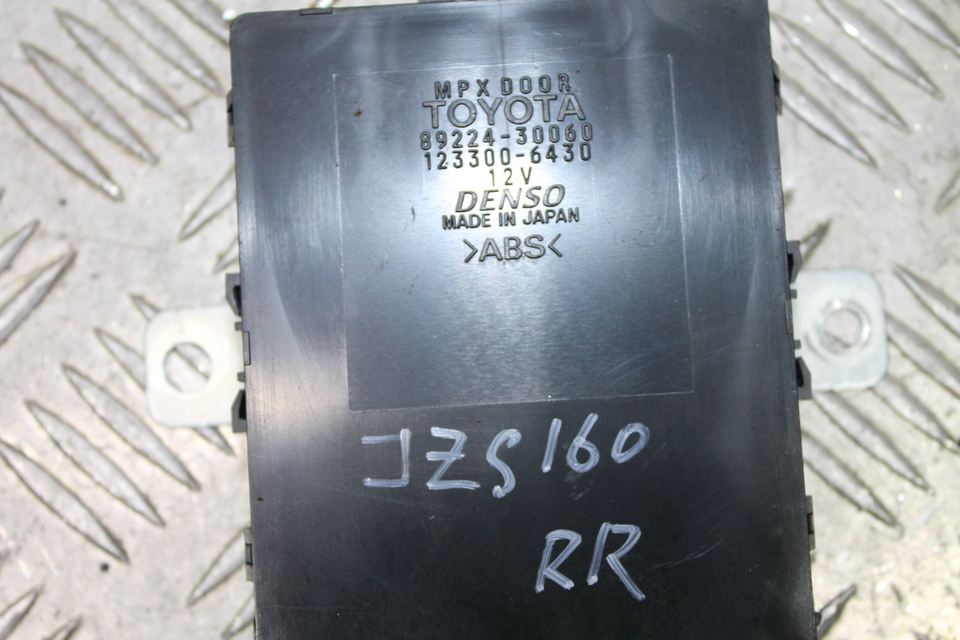 MPX DOOR
TOYOTA
89224-30060
123300-6430
12V
DENSO
MADE IN JAPAN
>ABS<
JZS160
RR